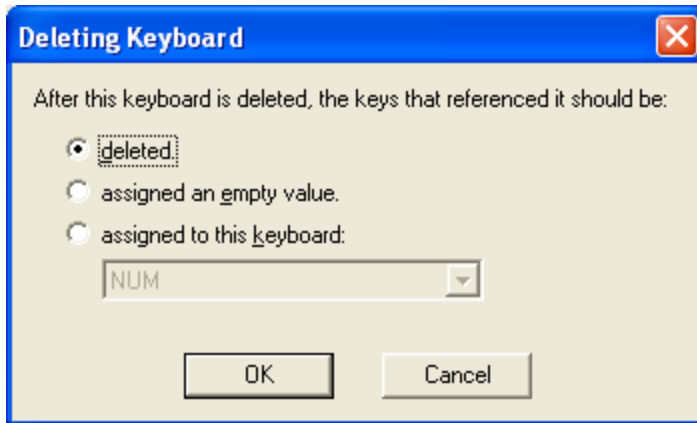 Deleting Keyboard
After this keyboard is deleted, the keys that referenced it should be:
deleted.
assigned an empty value.
assigned to this keyboard:
NUM
OK Cancel